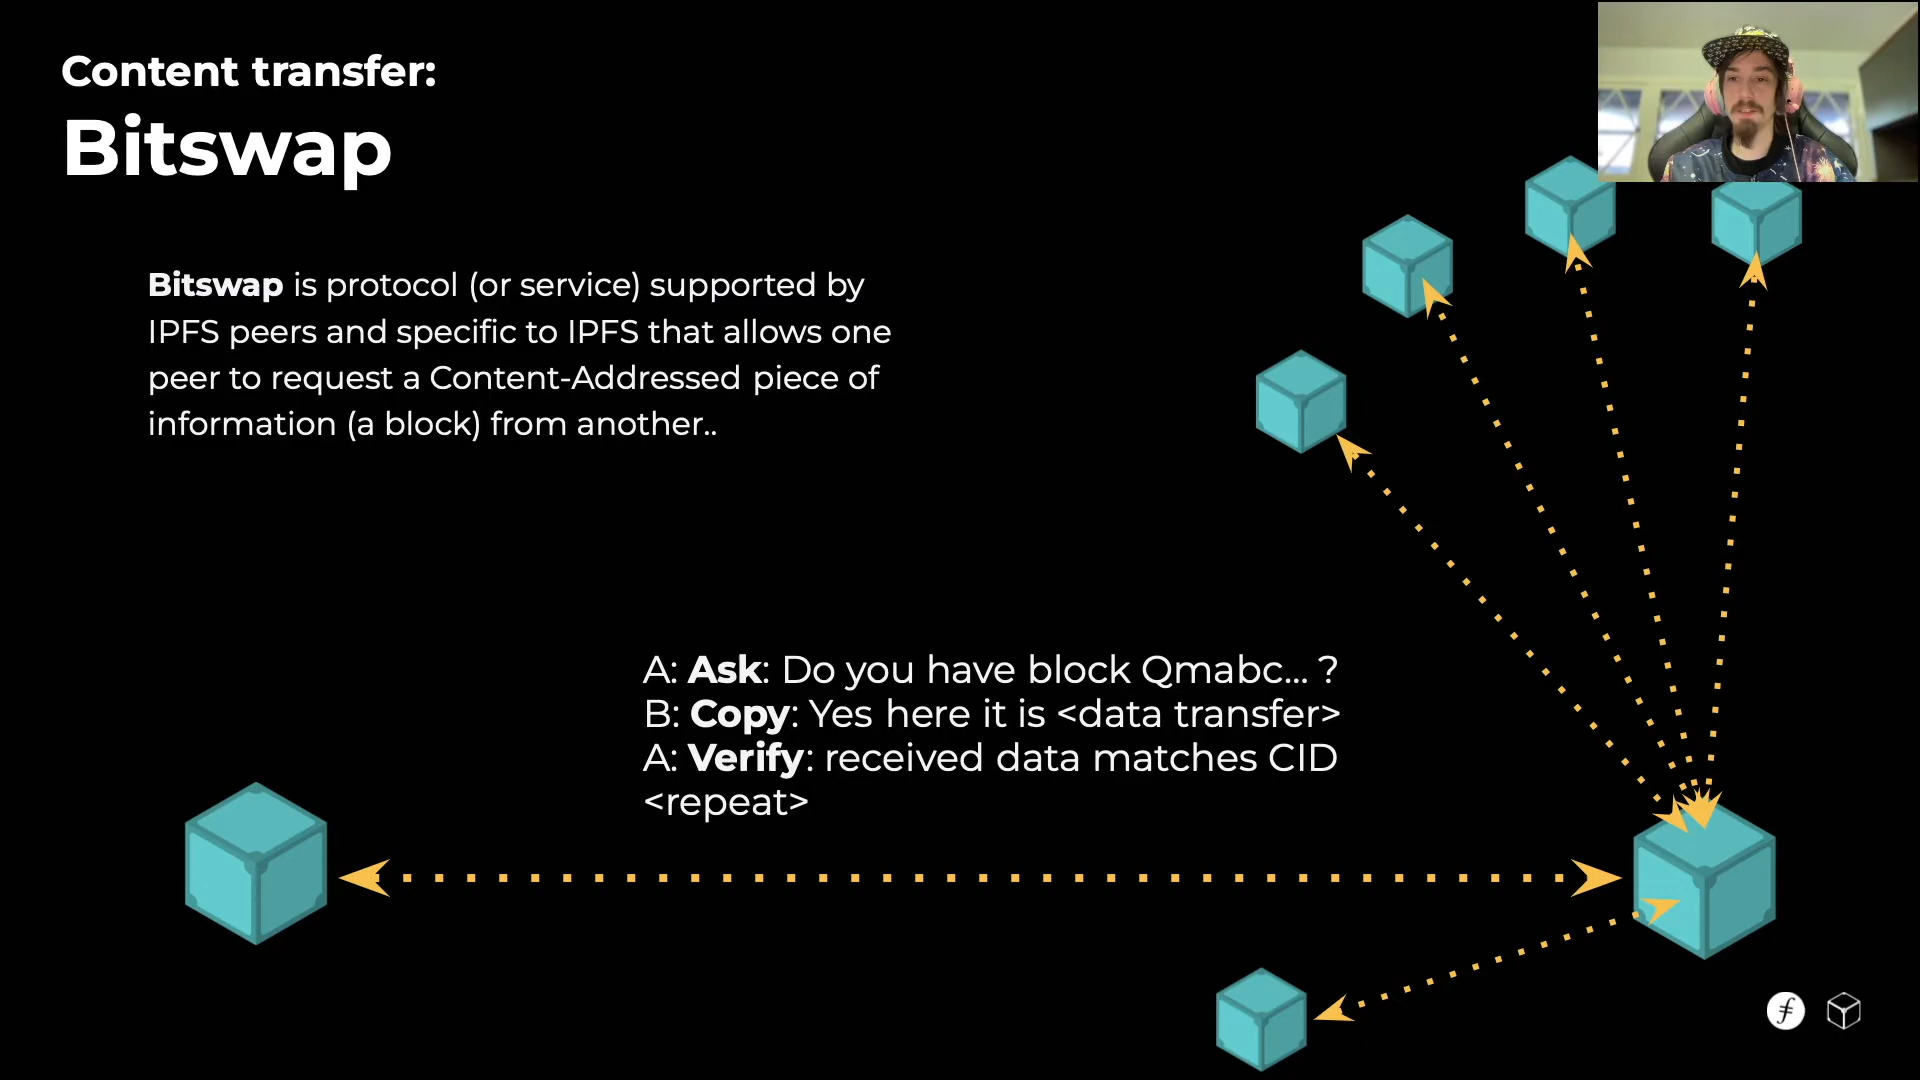 Content transfer:
Bitswap
Bitswap is protocol (or service) supported by
IPFS peers and specific to IPFS that allows one
peer to request a Content-Addressed piece of
information (a block) from another..
A: Ask: Do you have block Qmabc... ?
B: Copy: Yes here it is <data transfer>
A: Verify: received data matches CID
<repeat>